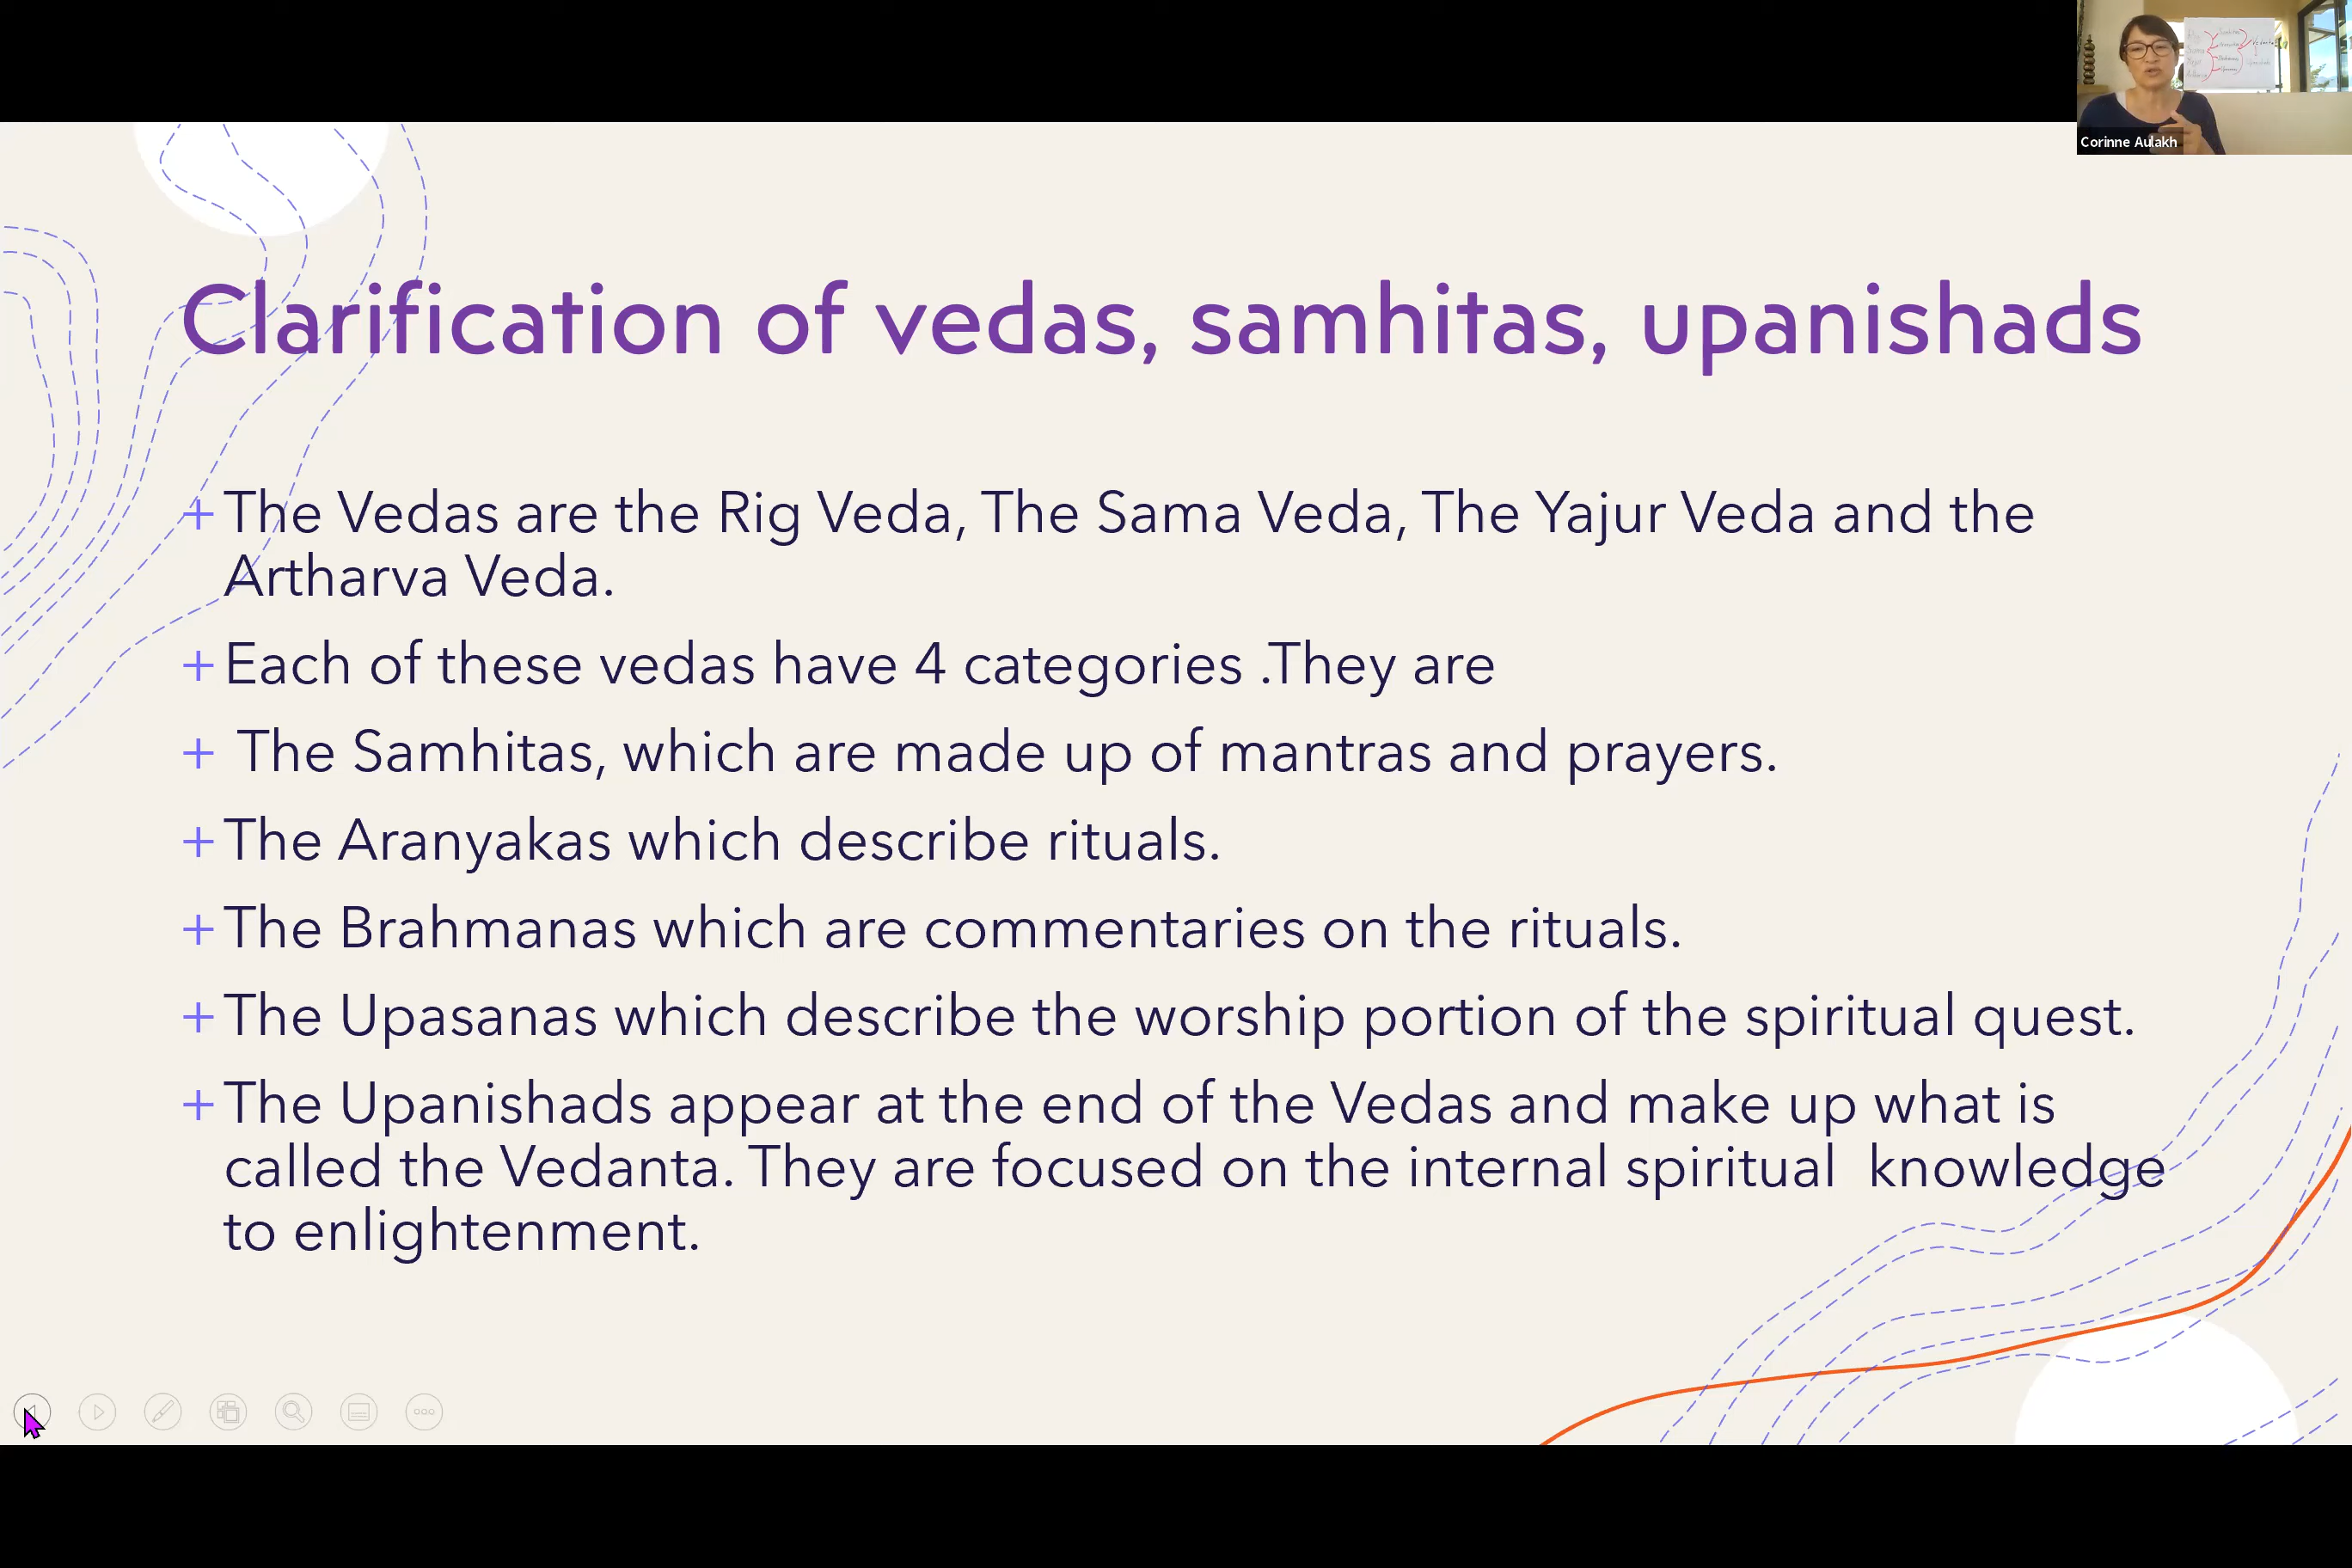 Corinne Aulakh
Clarification of vedas, samhitas, upanishads
+ The Vedas are the Rig Veda, The Sama Veda, The Yajur Veda and the
Artharva Veda.
+ Each of these vedas have 4 categories .They are
+ The Samhitas, which are made up of mantras and prayers.
+ The Aranyakas which describe rituals.
+ The Brahmanas which are commentaries on the rituals.
+ The Upasanas which describe the worship portion of the spiritual quest.
+ The Upanishads appear at the end of the Vedas and make up what is
called the Vedanta. They are focused on the internal spiritual  knowledge
to enlightenment.